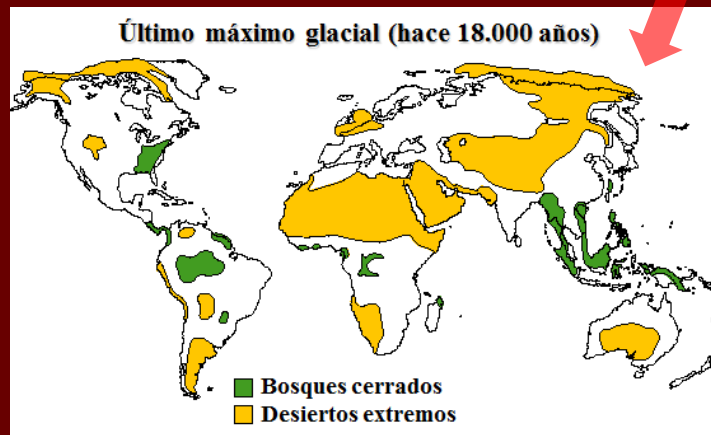 Último máximo glacial (hace 18.000 años)
Bosques cerrados
Desiertos extremos